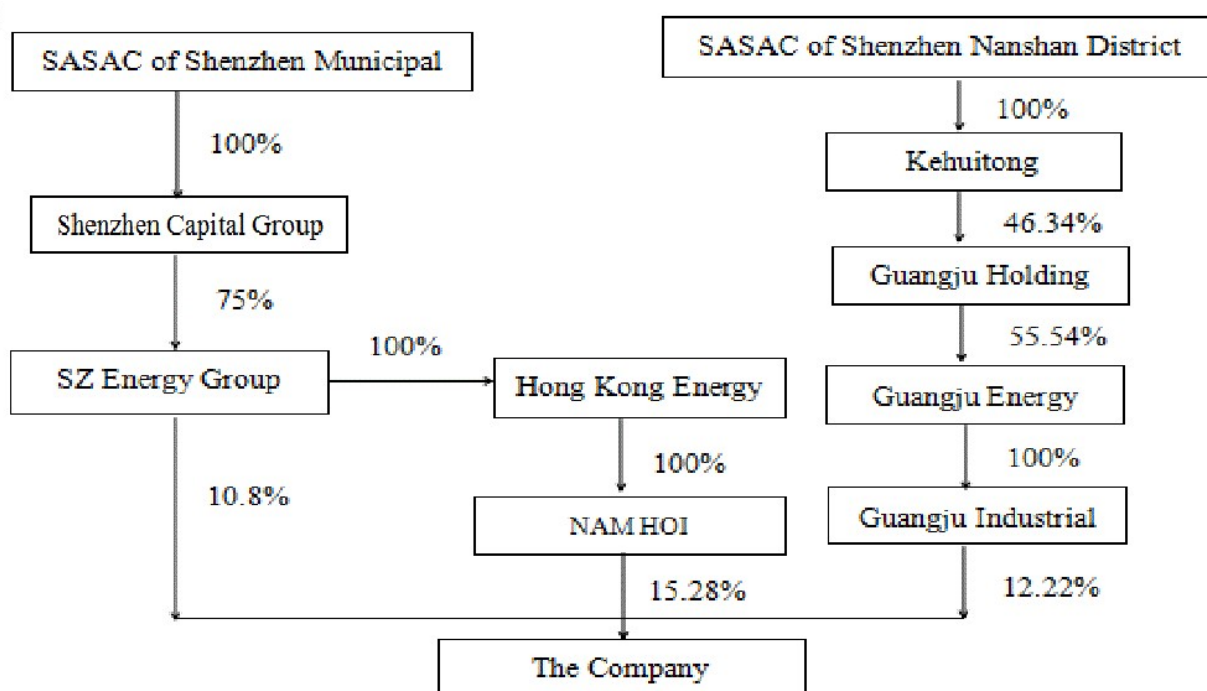 SASAC of Shenzhen Municipal
SASAC of Shenzhen Nanshan District
100%
100%
Kehuitong
Shenzhen Capital Group
46.34%
Guangju Holding
75%
55.54%
100%
SZ Energy Group
Hong Kong Energy
Guangju Energy
100%
100%
10.8%
NAM HOI
Guangju Industrial
15.28%
12.22%
The Company